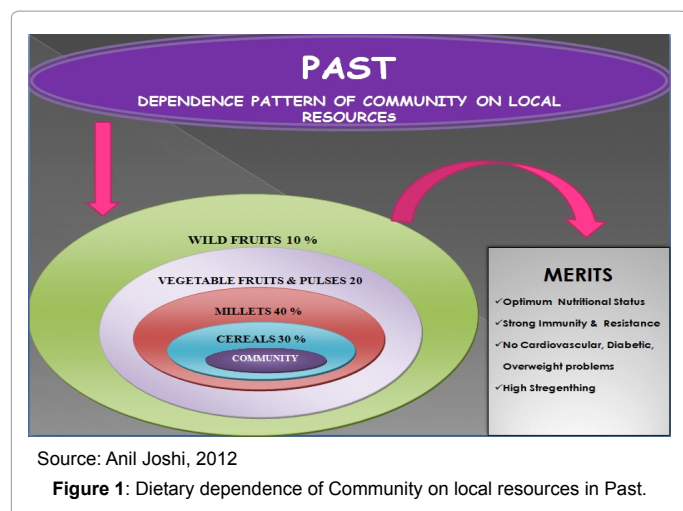 PAST
DEPENDENCE PATTERN OF COMMUNITY ON LOCAL
RESOURCES
WILD FRUITS 10 %
VEGETABLE FRUITS & PULSES 20
MILLETS 40 %
CEREALS 30 %
COMMUNITY
MERITS
✓Optimum Nutritional Status
✓Strong Immunity & Resistance
✓No Cardiovascular, Diabetic,
Overweight problems
✓High Stregenthing
Source: Anil Joshi, 2012
Figure 1: Dietary dependence of Community on local resources in Past.